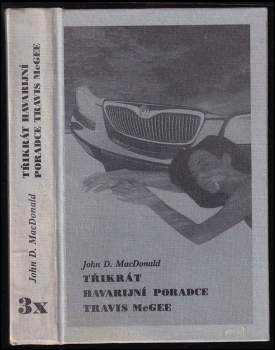 TŘIKRÁT HAVARIJNÍ
PORADCE TRAVIS McGEE
John D. MacDonald
3x
John D. MacDonald
TŘIKRÁT
HAVARIJNÍ PORADCE
TRAVIS McGEE